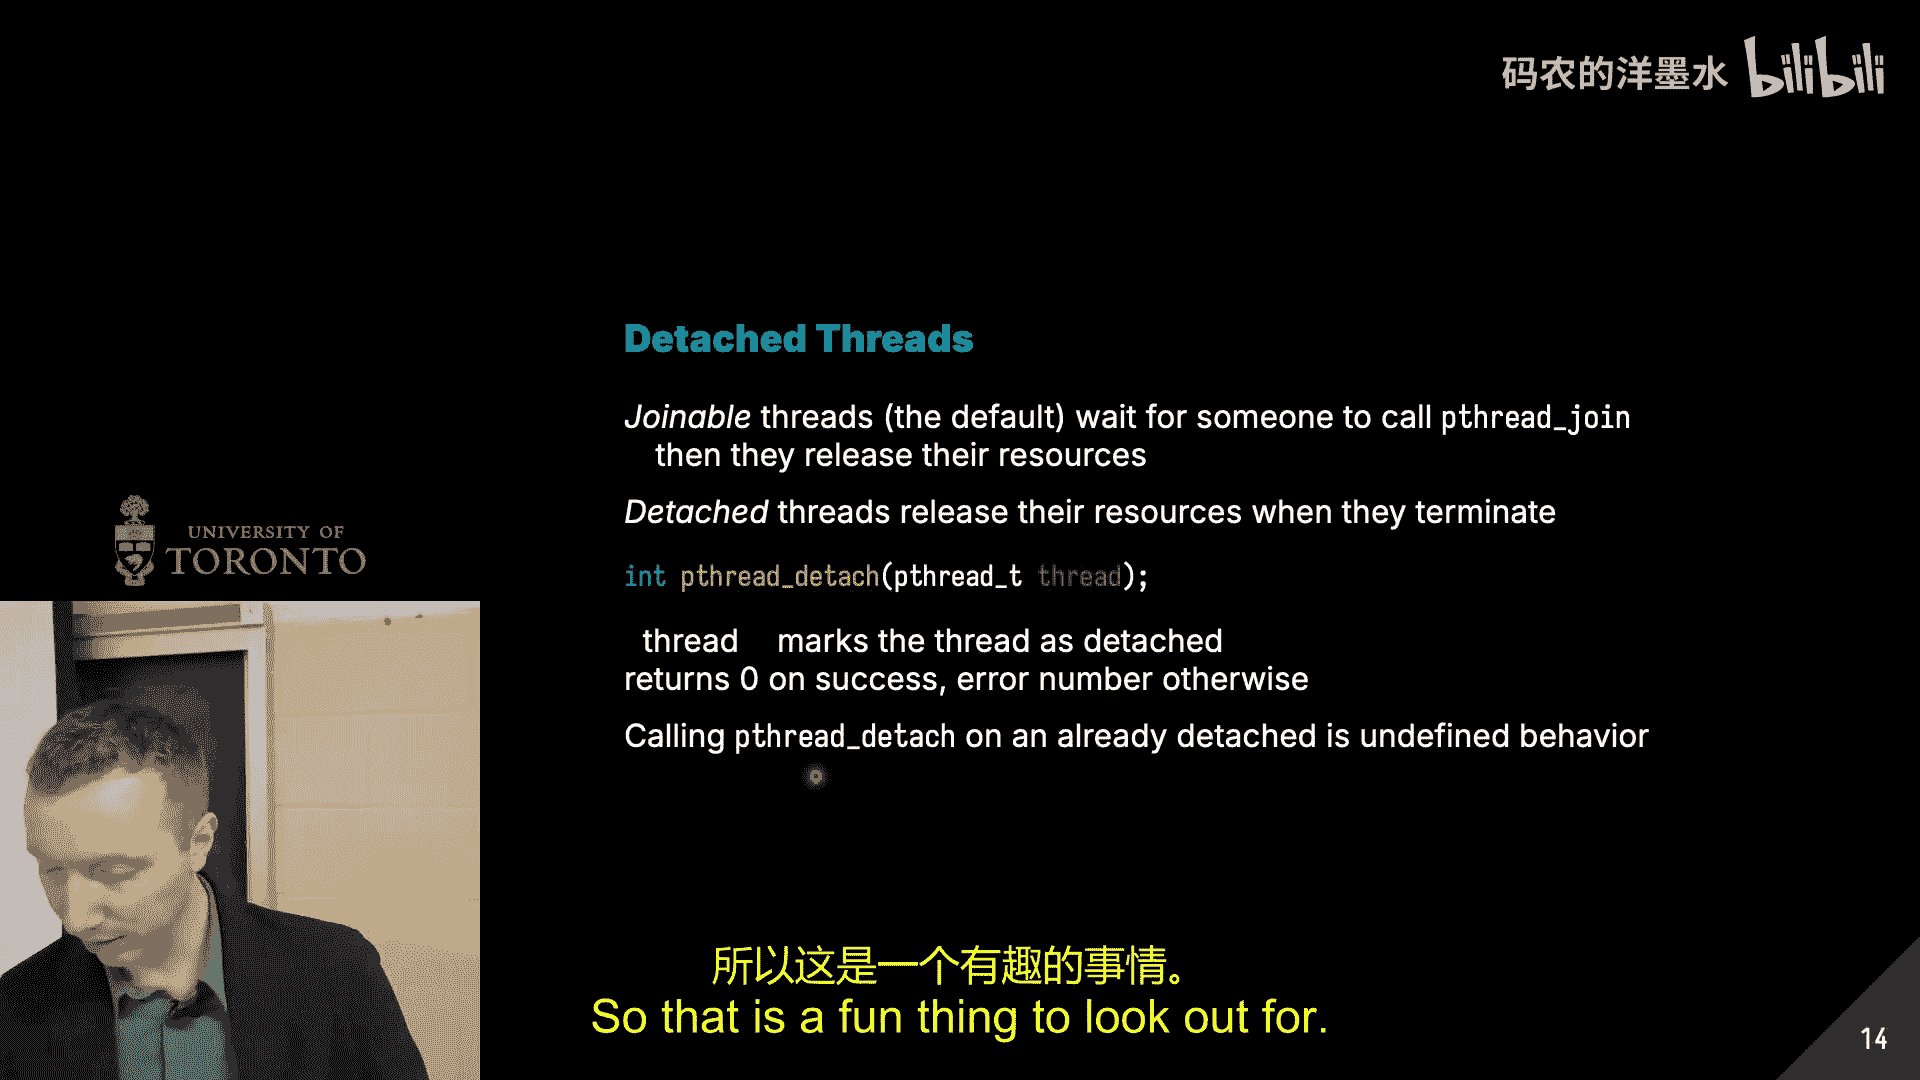 码农的洋墨水 bilibili
Detached Threads
Joinable threads (the default) wait for someone to call pthread_join
then they release their resources
Detached threads release their resources when they terminate
int pthread_detach(pthread_t thread);
thread marks the thread as detached
returns 0 on success, error number otherwise
Calling pthread_detach on an already detached is undefined behavior
UNIVERSITY OF
TORONTO
所以这是一个有趣的事情。
So that is a fun thing to look out for.
14